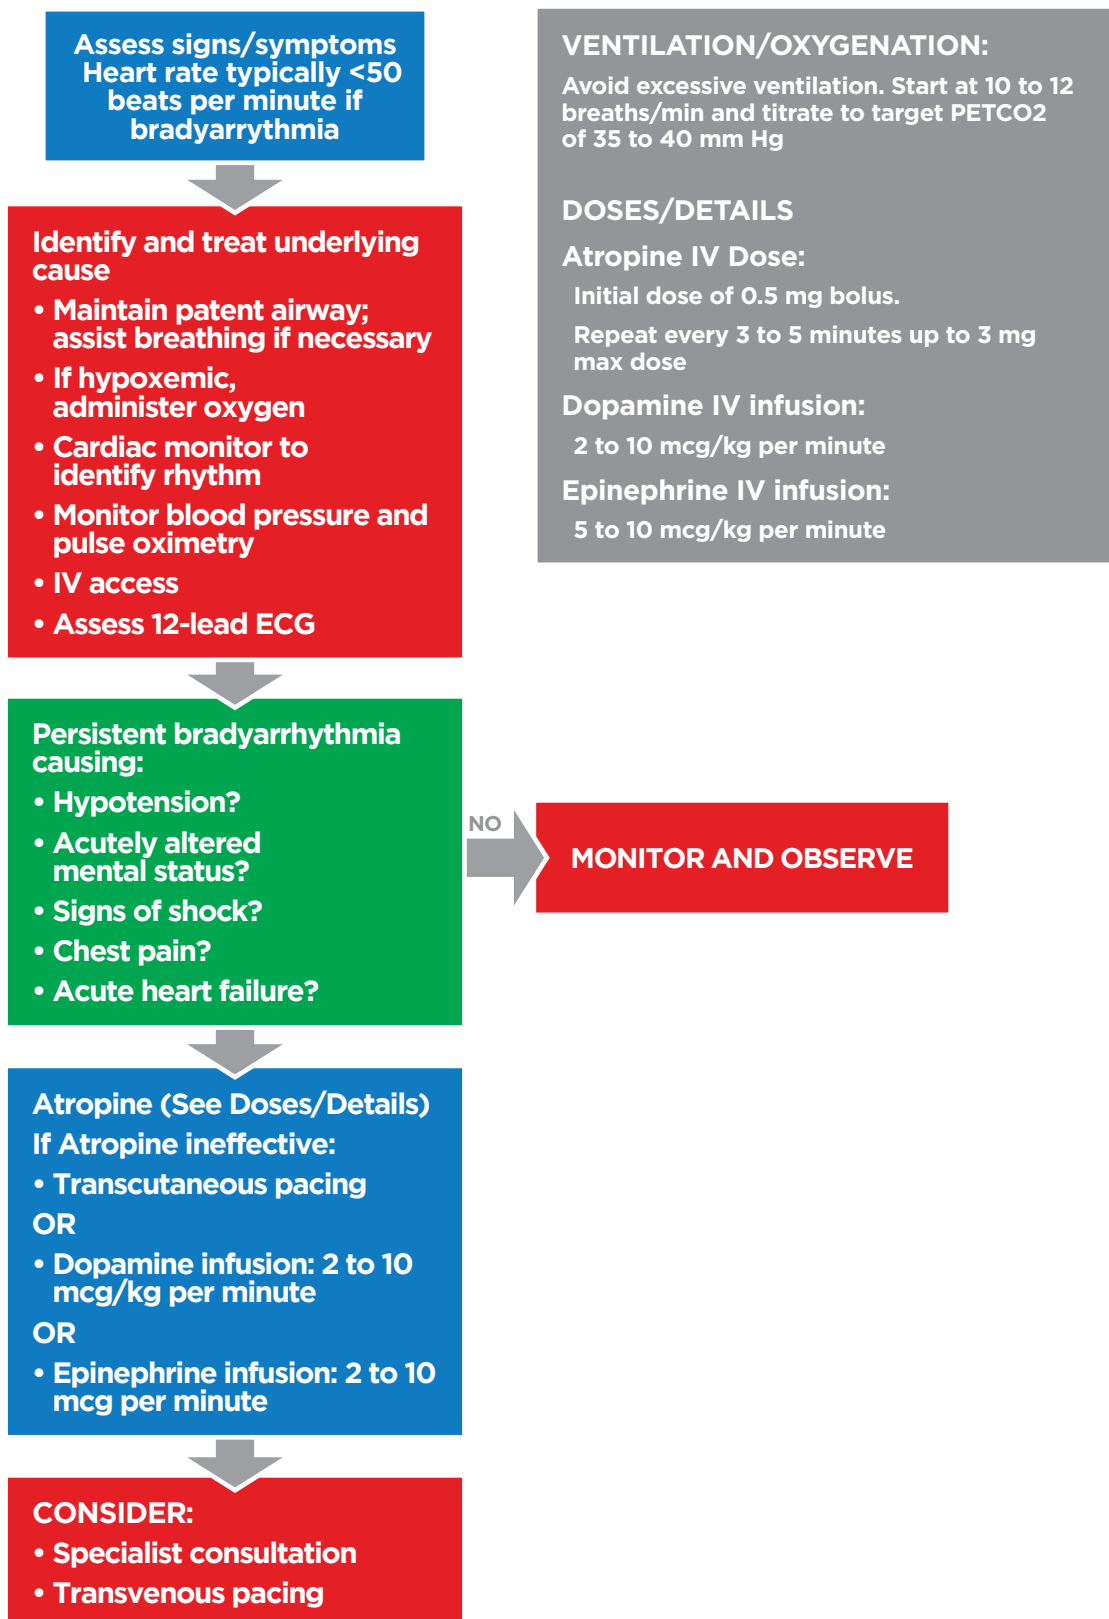 Assess signs/symptoms
Heart rate typically <50
beats per minute if
bradyarrythmia
Identify and treat underlying
cause
• Maintain patent airway;
assist breathing if necessary
• If hypoxemic,
administer oxygen
• Cardiac monitor to
identify rhythm
• Monitor blood pressure and
pulse oximetry
• IV access
• Assess 12-lead ECG
Persistent bradyarrhythmia
causing:
• Hypotension?
• Acutely altered
mental status?
• Signs of shock?
• Chest pain?
• Acute heart failure?
NO
MONITOR AND OBSERVE
Atropine (See Doses/Details)
If Atropine ineffective:
• Transcutaneous pacing
OR
• Dopamine infusion: 2 to 10
mcg/kg per minute
OR
• Epinephrine infusion: 2 to 10
mcg per minute
CONSIDER:
• Specialist consultation
• Transvenous pacing
VENTILATION/OXYGENATION:
Avoid excessive ventilation. Start at 10 to 12
breaths/min and titrate to target PETCO2
of 35 to 40 mm Hg
DOSES/DETAILS
Atropine IV Dose:
Initial dose of 0.5 mg bolus.
Repeat every 3 to 5 minutes up to 3 mg
max dose
Dopamine IV infusion:
2 to 10 mcg/kg per minute
Epinephrine IV infusion:
5 to 10 mcg/kg per minute